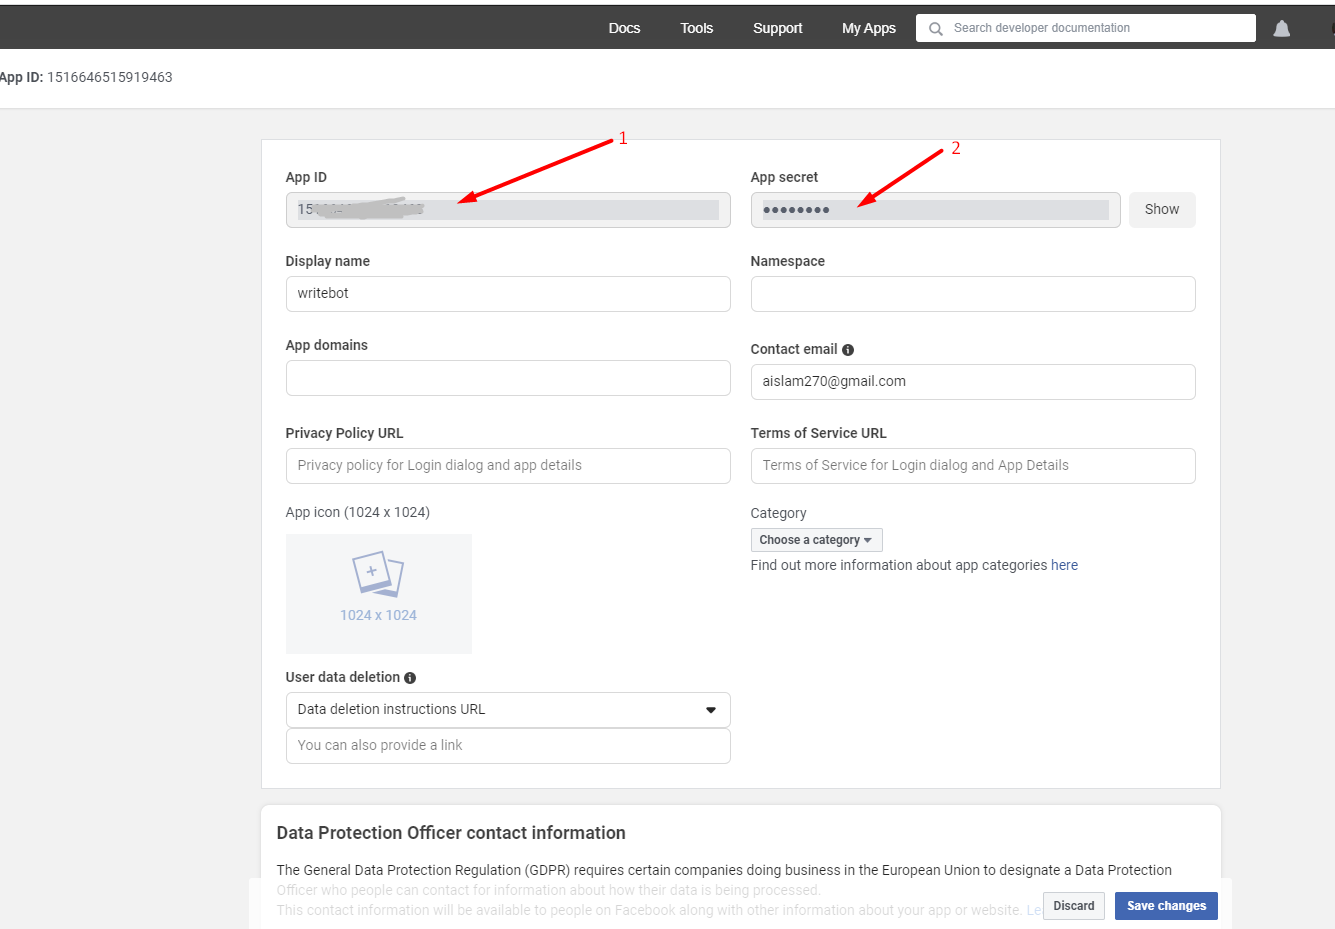 Docs Tools Support My Apps Search developer documentation
App ID: 1516646515919463
1
2
App ID
App secret
●●●●●●●●
Show
Display name
Namespace
writebot
App domains
Contact email
aislam270@gmail.com
Privacy Policy URL
Terms of Service URL
Privacy policy for Login dialog and app details
Terms of Service for Login dialog and App Details
App icon (1024 x 1024)
Category
Choose a category
Find out more information about app categories here
1024 x 1024
User data deletion
Data deletion instructions URL
You can also provide a link
Data Protection Officer contact information
The General Data Protection Regulation (GDPR) requires certain companies doing business in the European Union to designate a Data Protection
Officer who people can contact for information about how their data is being processed.
This contact information will be available to people on Facebook along with other information about your app or website. Le
Discard
Save changes